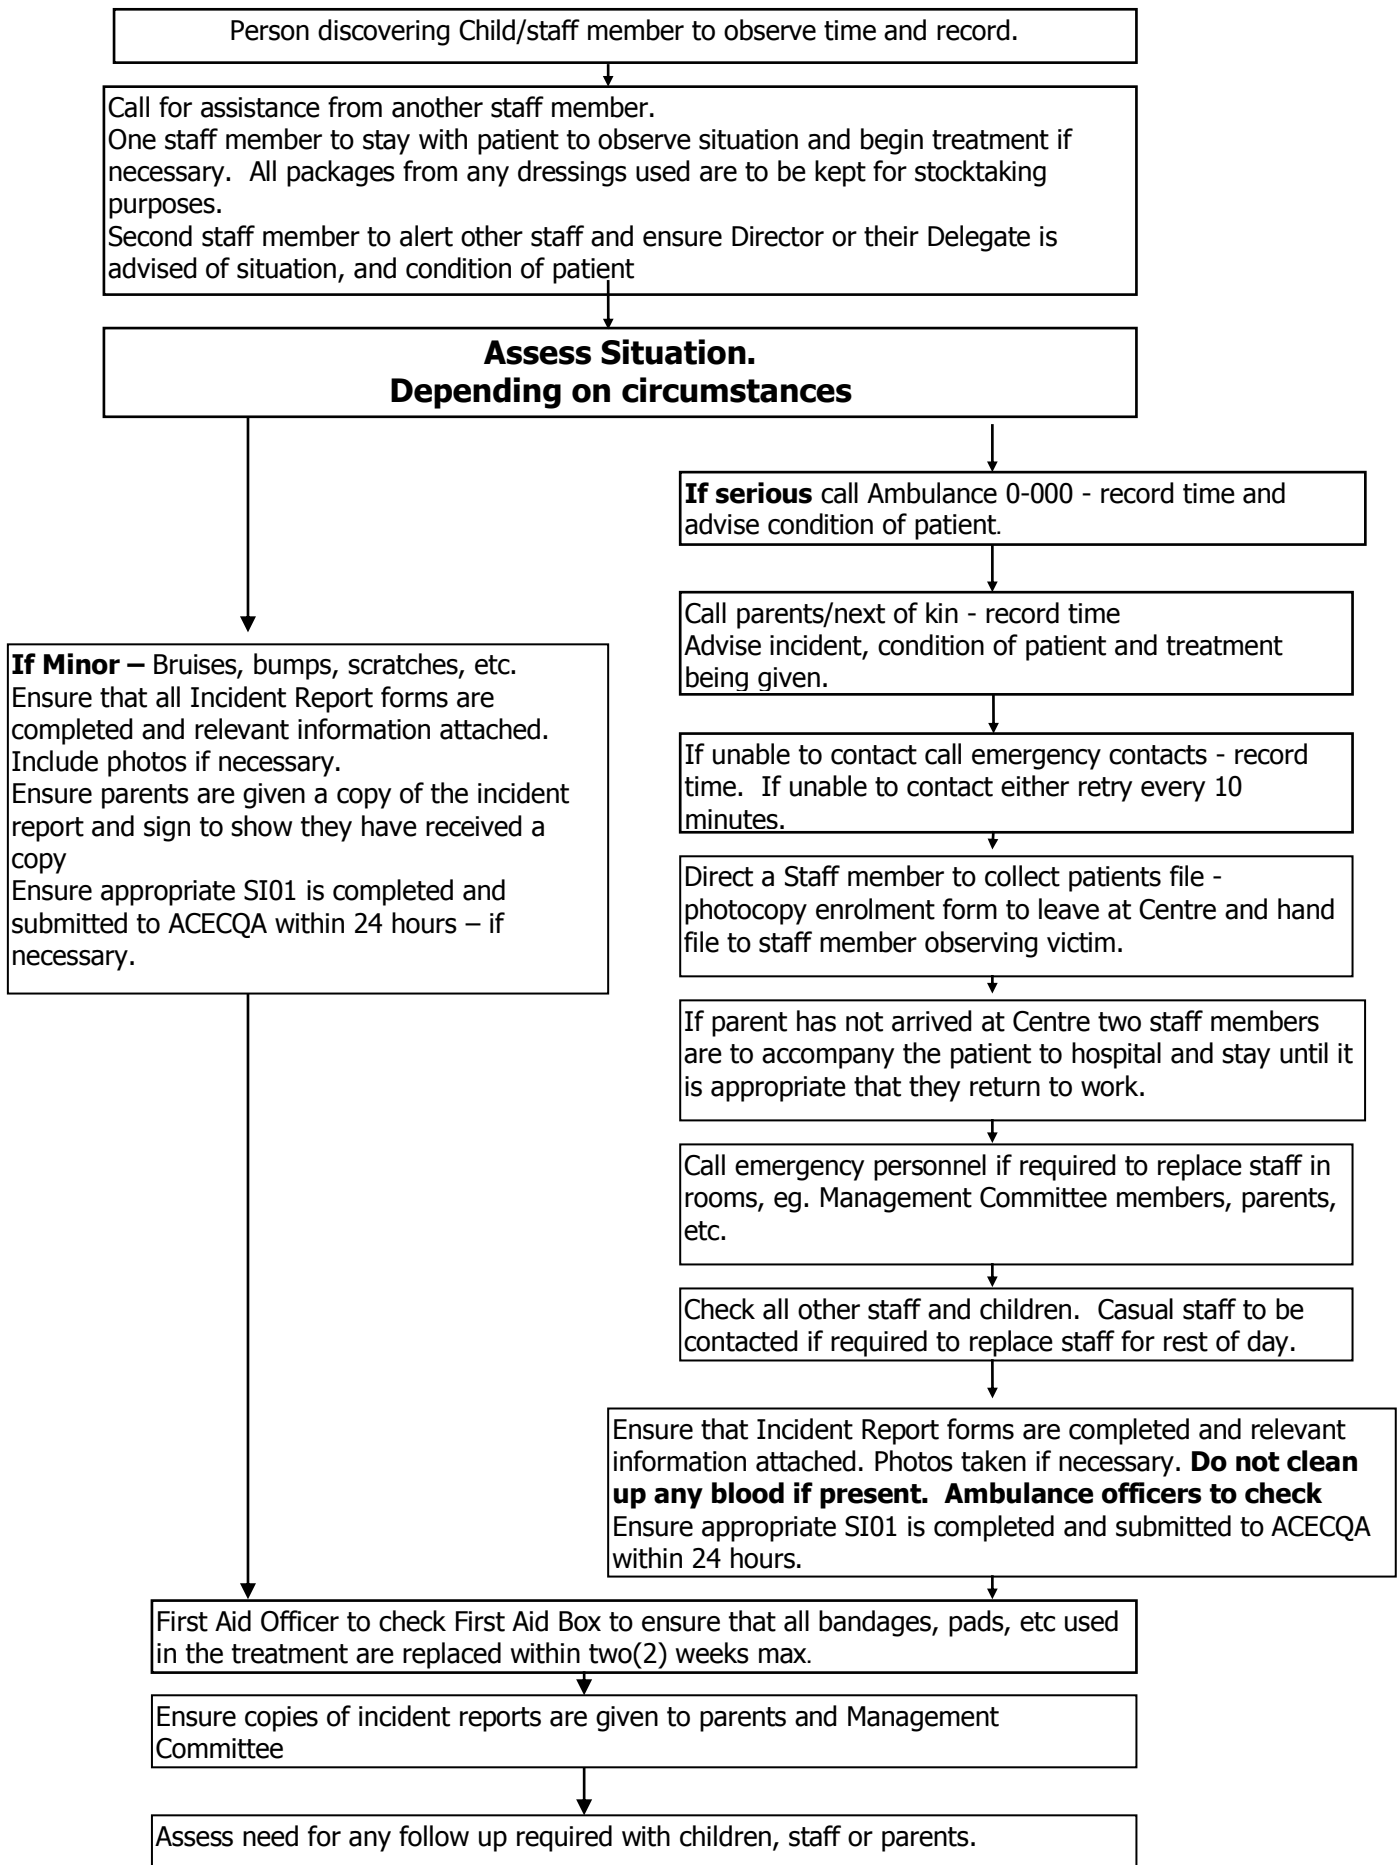 Person discovering Child/staff member to observe time and record.
Call for assistance from another staff member.
One staff member to stay with patient to observe situation and begin treatment if
necessary.  All packages from any dressings used are to be kept for stocktaking
purposes.
Second staff member to alert other staff and ensure Director or their Delegate is
advised of situation, and condition of patient
Assess Situation.
Depending on circumstances
If Minor – Bruises, bumps, scratches, etc.
Ensure that all Incident Report forms are
completed and relevant information attached.
Include photos if necessary.
Ensure parents are given a copy of the incident
report and sign to show they have received a
copy
Ensure appropriate SI01 is completed and
submitted to ACECQA within 24 hours – if
necessary.
If serious call Ambulance 0-000 - record time and
advise condition of patient.
Call parents/next of kin - record time
Advise incident, condition of patient and treatment
being given.
If unable to contact call emergency contacts - record
time.  If unable to contact either retry every 10
minutes.
Direct a Staff member to collect patients file -
photocopy enrolment form to leave at Centre and hand
file to staff member observing victim.
If parent has not arrived at Centre two staff members
are to accompany the patient to hospital and stay until it
is appropriate that they return to work.
Call emergency personnel if required to replace staff in
rooms, eg. Management Committee members, parents,
etc.
Check all other staff and children.  Casual staff to be
contacted if required to replace staff for rest of day.
Ensure that Incident Report forms are completed and relevant
information attached. Photos taken if necessary. Do not clean
up any blood if present.  Ambulance officers to check
Ensure appropriate SI01 is completed and submitted to ACECQA
within 24 hours.
First Aid Officer to check First Aid Box to ensure that all bandages, pads, etc used
in the treatment are replaced within two(2) weeks max.
Ensure copies of incident reports are given to parents and Management
Committee
Assess need for any follow up required with children, staff or parents.